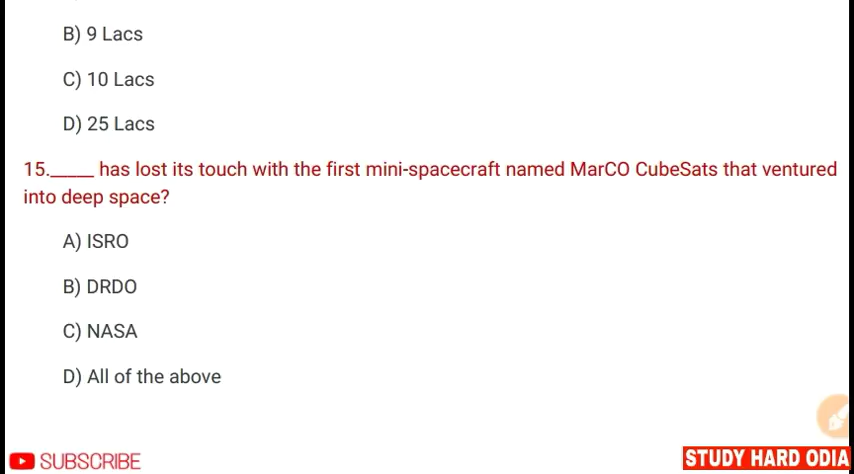 B) 9 Lacs
C) 10 Lacs
D) 25 Lacs
15._____ has lost its touch with the first mini-spacecraft named MarCO CubeSats that ventured
into deep space?
A) ISRO
B) DRDO
C) NASA
D) All of the above
SUBSCRIBE
STUDY HARD ODIA